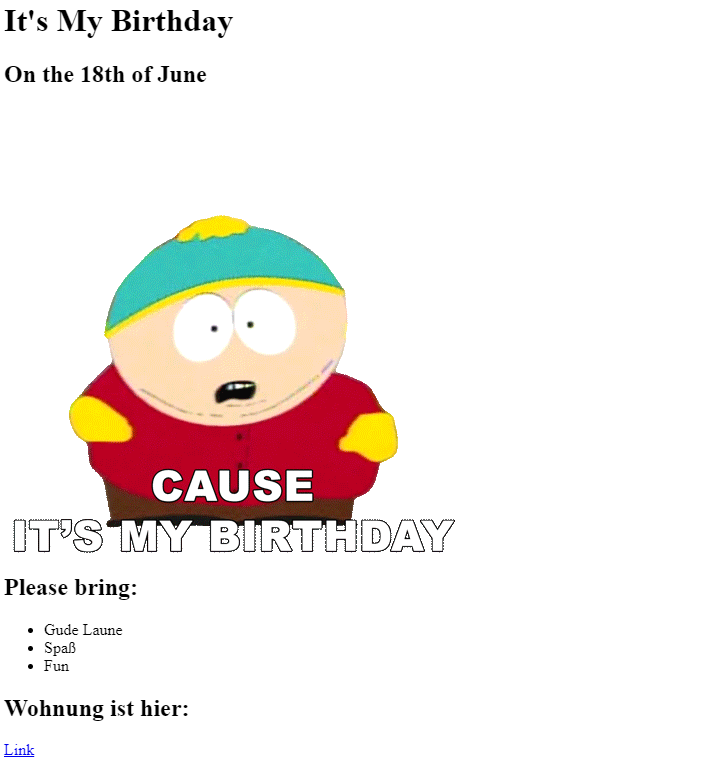 It's My Birthday
On the 18th of June
CAUSE
IT'S MY BIRTHDAY
Please bring:
Gude Laune
Spaß
Fun
Wohnung ist hier:
Link